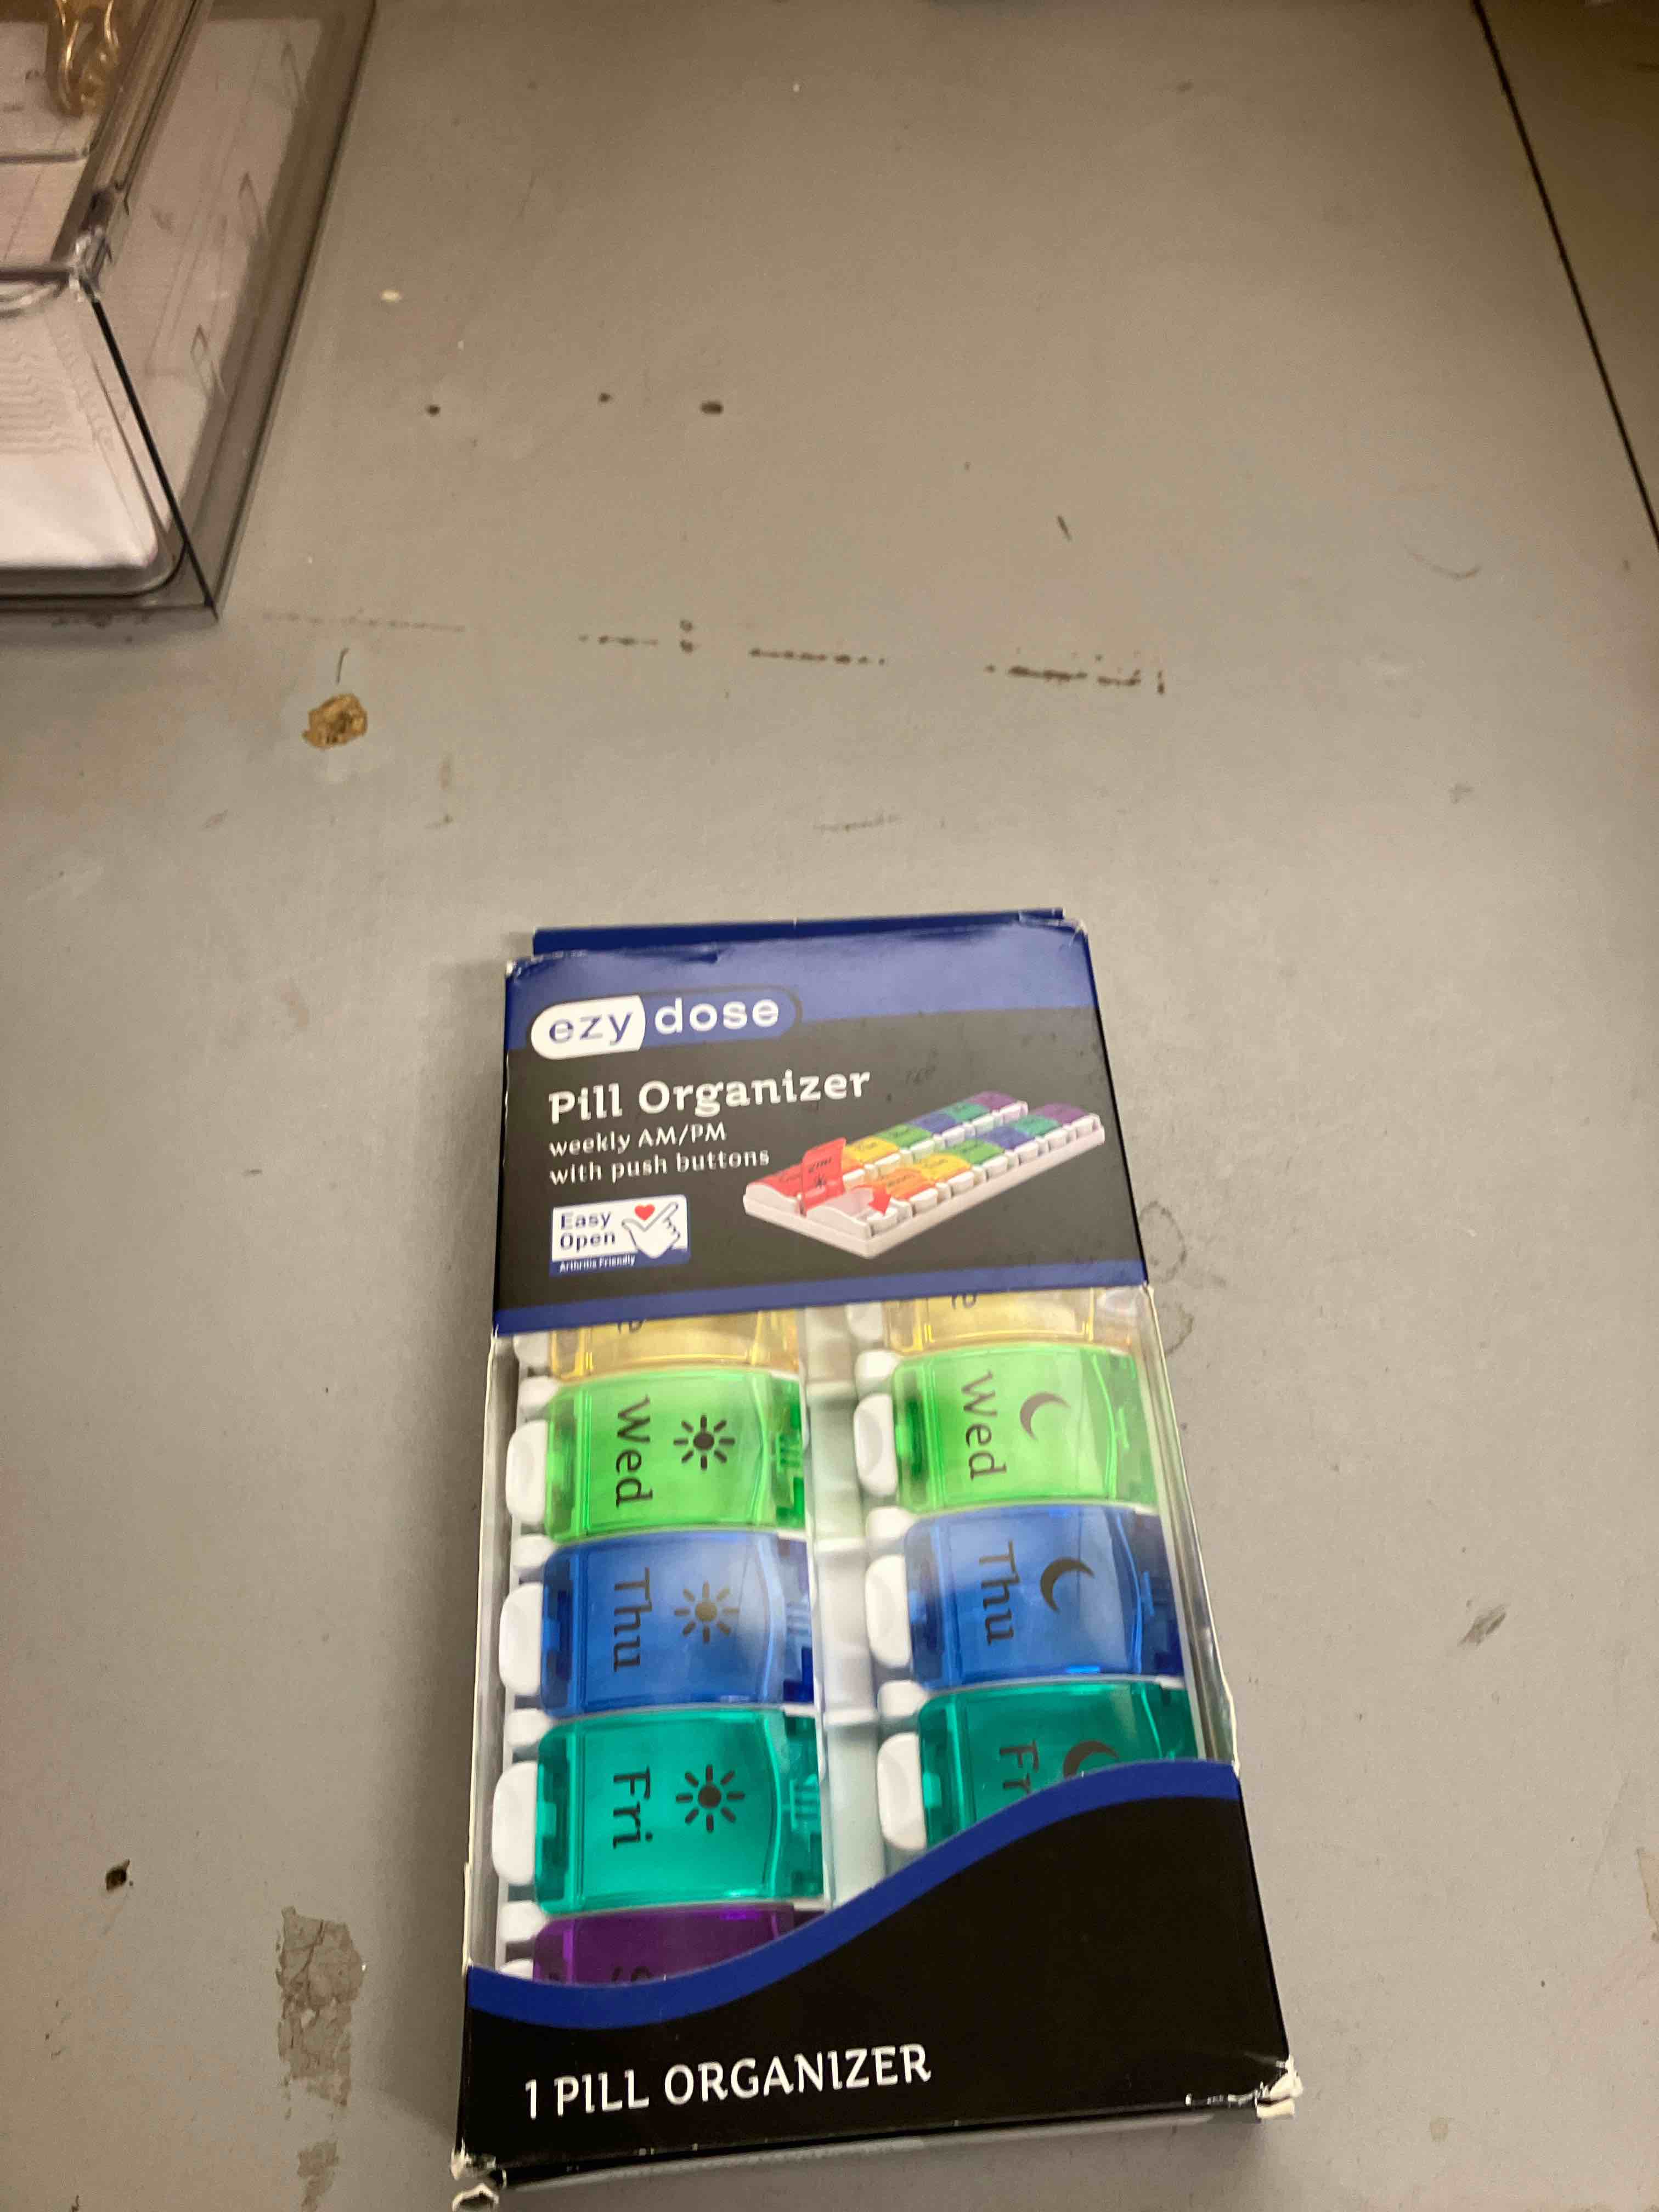 ezy dose
Pill Organizer
weekly AM/PM
with push buttons
Easy
Open
Arthritis Friendly
Wed
Wed
Thu
Thu
Fri
Fr
1 PILL ORGANIZER